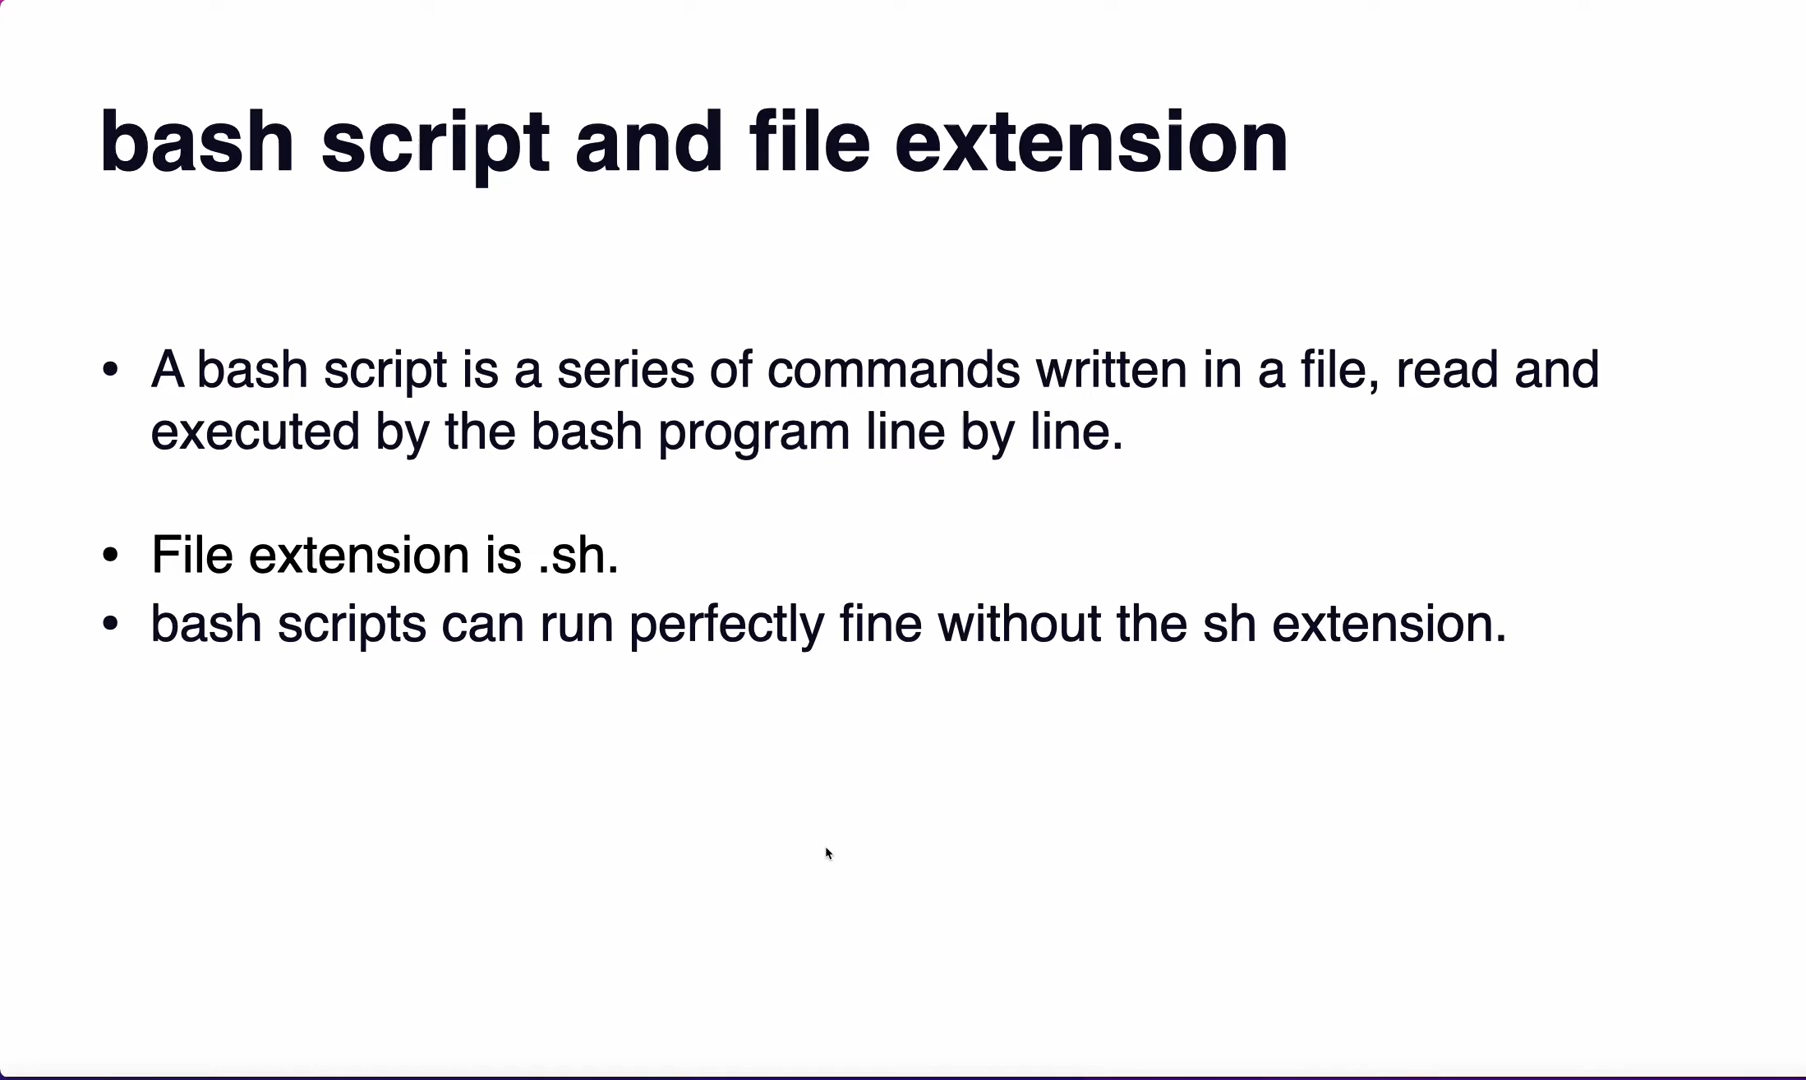 bash script and file extension
• A bash script is a series of commands written in a file, read and
executed by the bash program line by line.
• File extension is .sh.
• bash scripts can run perfectly fine without the sh extension.